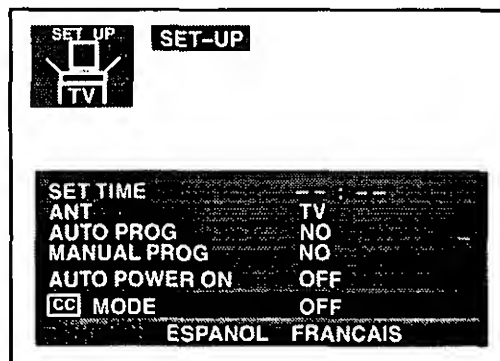 SET UP
TV
SET-UP
SET TIME -- : --
ANT TV
AUTO PROG NO
MANUAL PROG NO
AUTO POWER ON OFF
CC MODE OFF
ESPANOL FRANCAIS